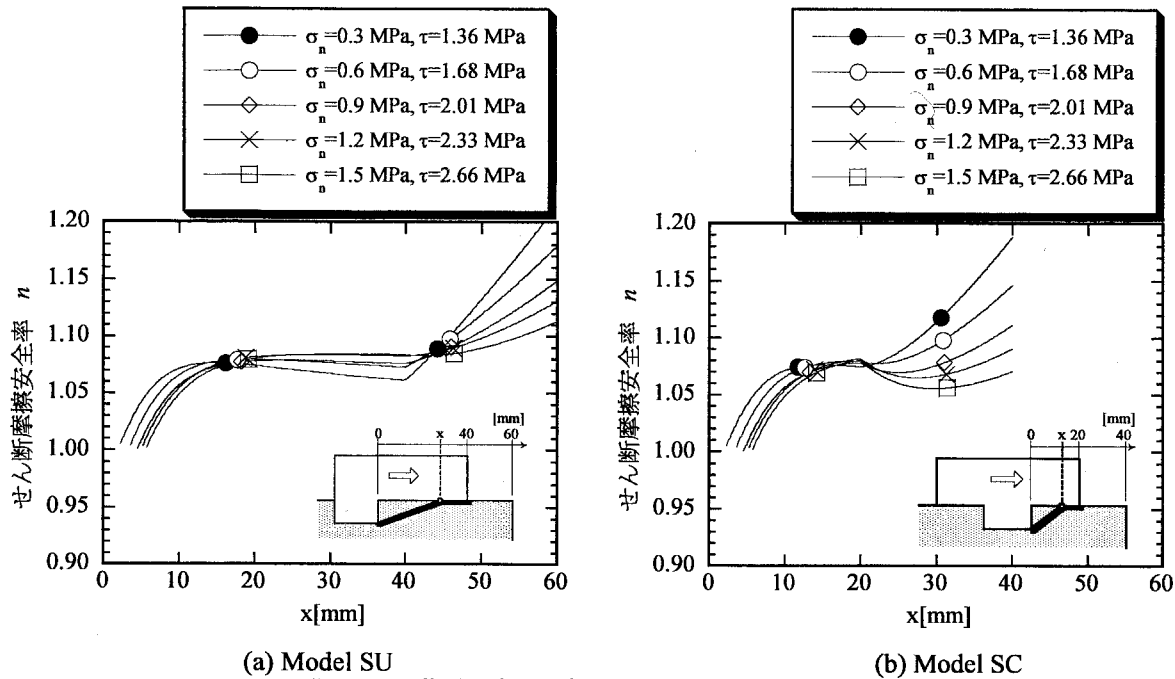 σn=0.3 MPa, τ=1.36 MPa
σn=0.6 MPa, τ=1.68 MPa
σn=0.9 MPa, τ=2.01 MPa
σn=1.2 MPa, τ=2.33 MPa
σn=1.5 MPa, τ=2.66 MPa
せん断摩擦安全率 n
1.20
1.15
1.10
1.05
1.00
0.95
0.90
0 10 20 30 40 50 60
x[mm]
[mm]
0 x 40 60
(a) Model SU
σn=0.3 MPa, τ=1.36 MPa
σn=0.6 MPa, τ=1.68 MPa
σn=0.9 MPa, τ=2.01 MPa
σn=1.2 MPa, τ=2.33 MPa
σn=1.5 MPa, τ=2.66 MPa
せん断摩擦安全率 n
1.20
1.15
1.10
1.05
1.00
0.95
0.90
0 10 20 30 40 50 60
x[mm]
[mm]
0 x 20 40
(b) Model SC